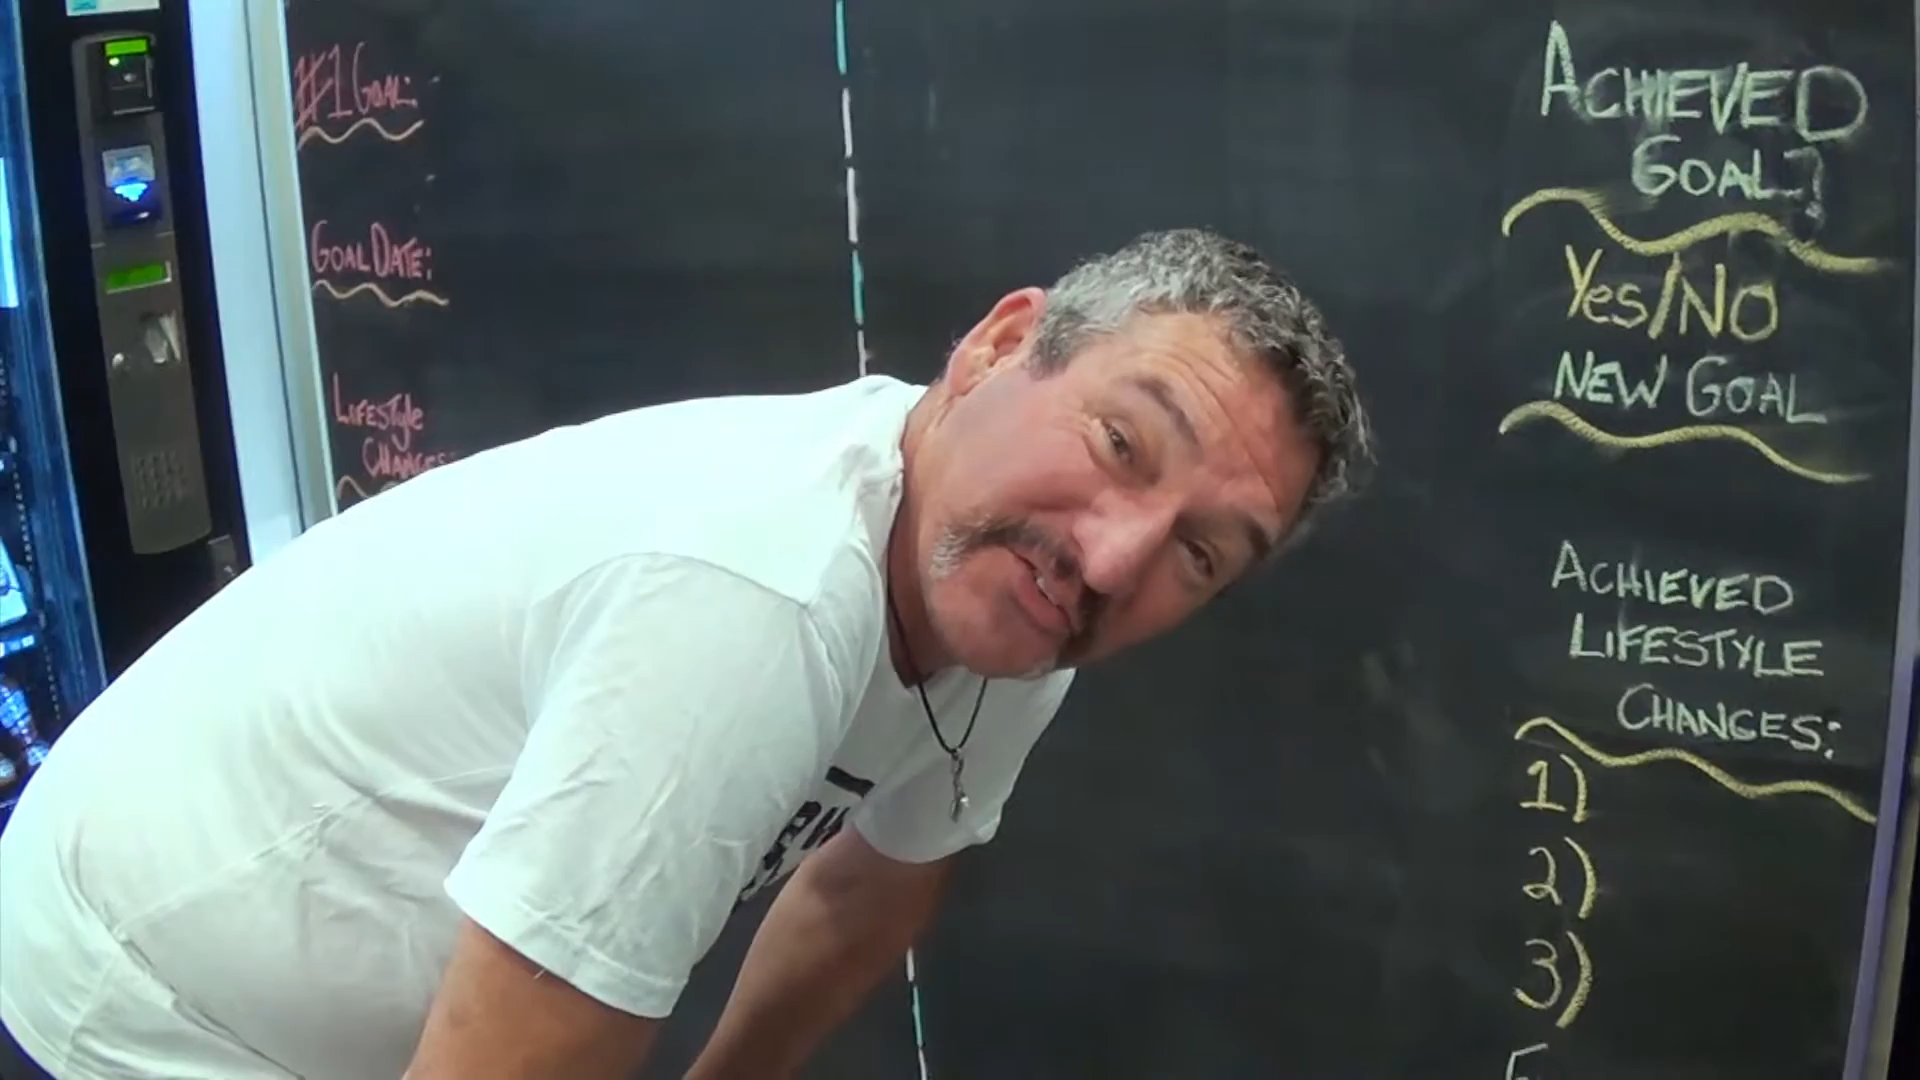 #1 GOAL:
GOAL DATE:
LIFESTyle
CHANGES:
ACHIEVED
GOAL?
Yes/NO
NEW GOAL
ACHIEVED
LIFESTYLE
CHANGES:
1)
2)
3)